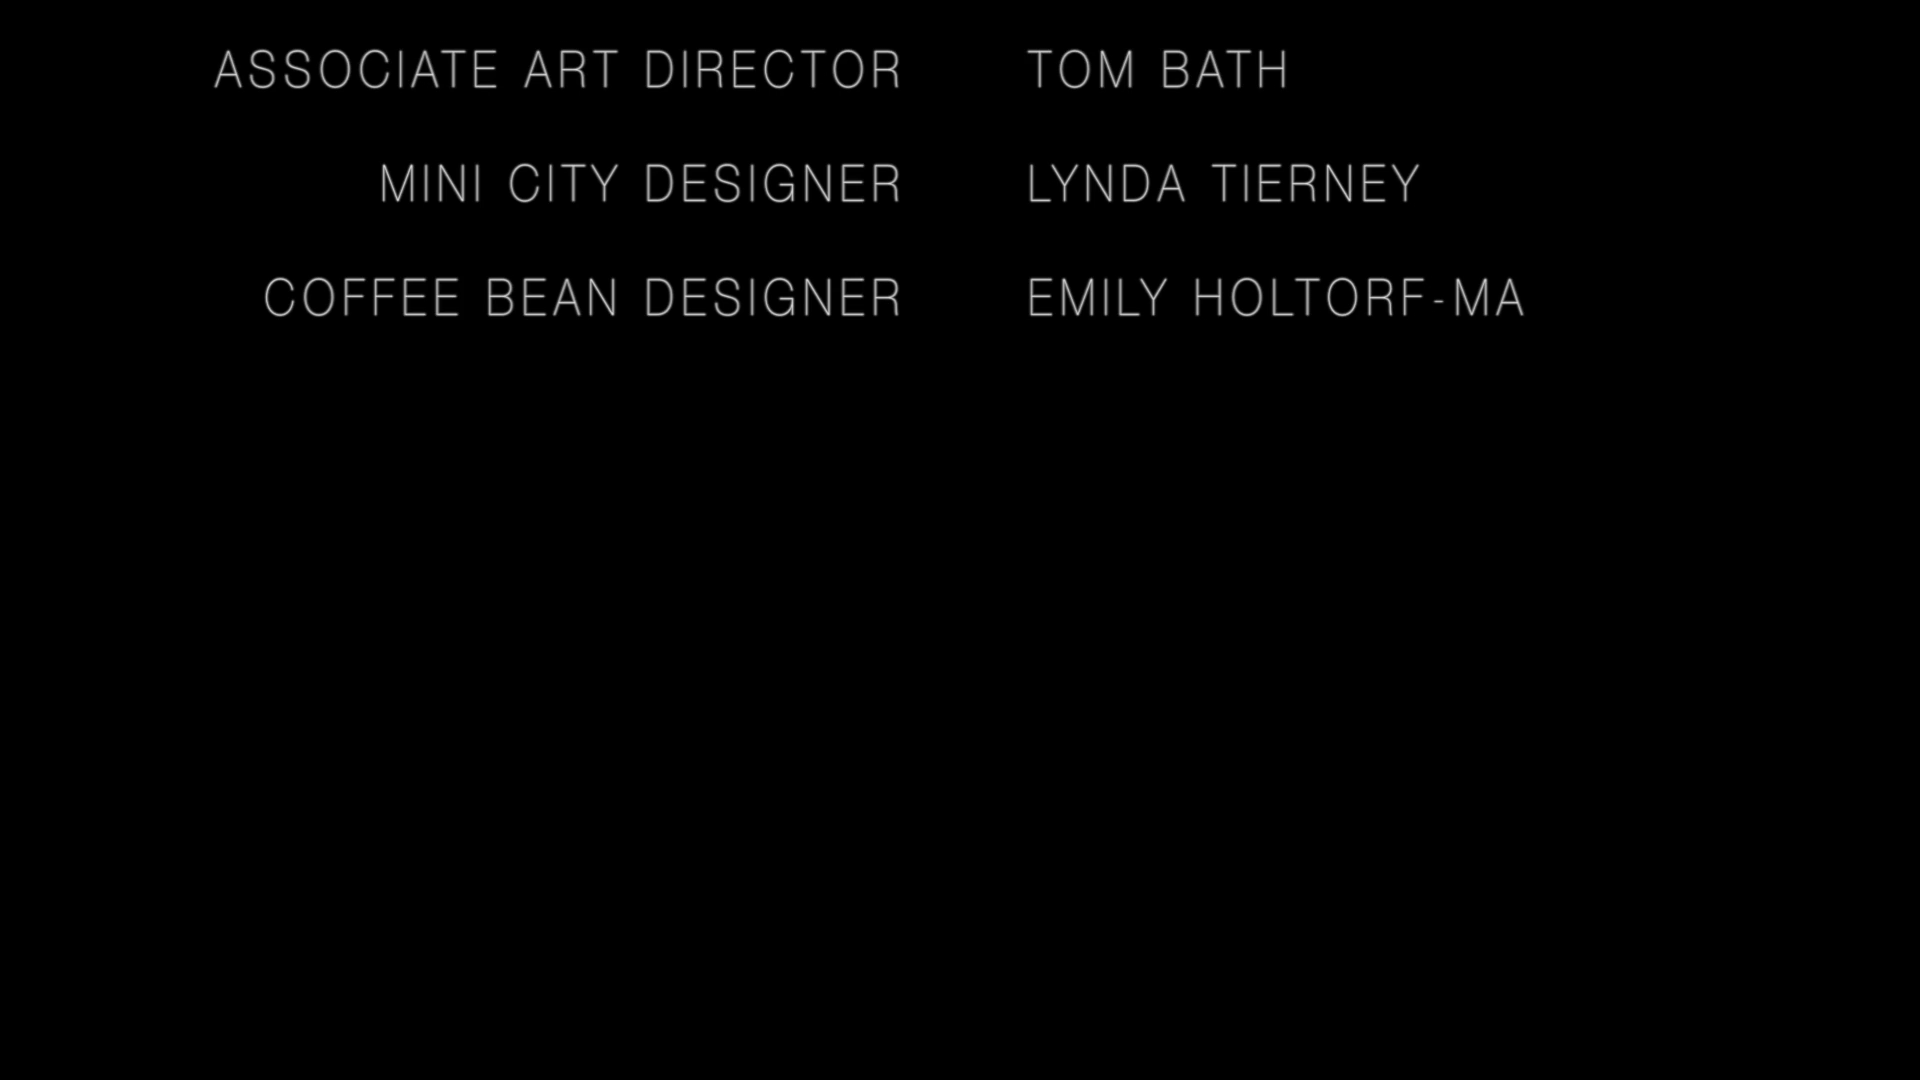 ASSOCIATE ART DIRECTOR TOM BATH
MINI CITY DESIGNER LYNDA TIERNEY
COFFEE BEAN DESIGNER EMILY HOLTORF-MA